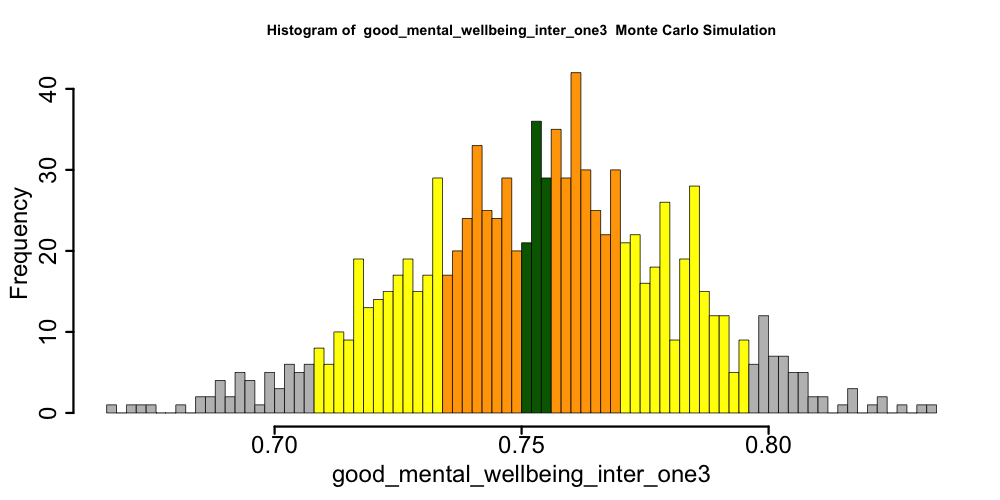 Histogram of  good_mental_wellbeing_inter_one3  Monte Carlo Simulation
Frequency
40
30
20
10
0
0.70 0.75 0.80
good_mental_wellbeing_inter_one3